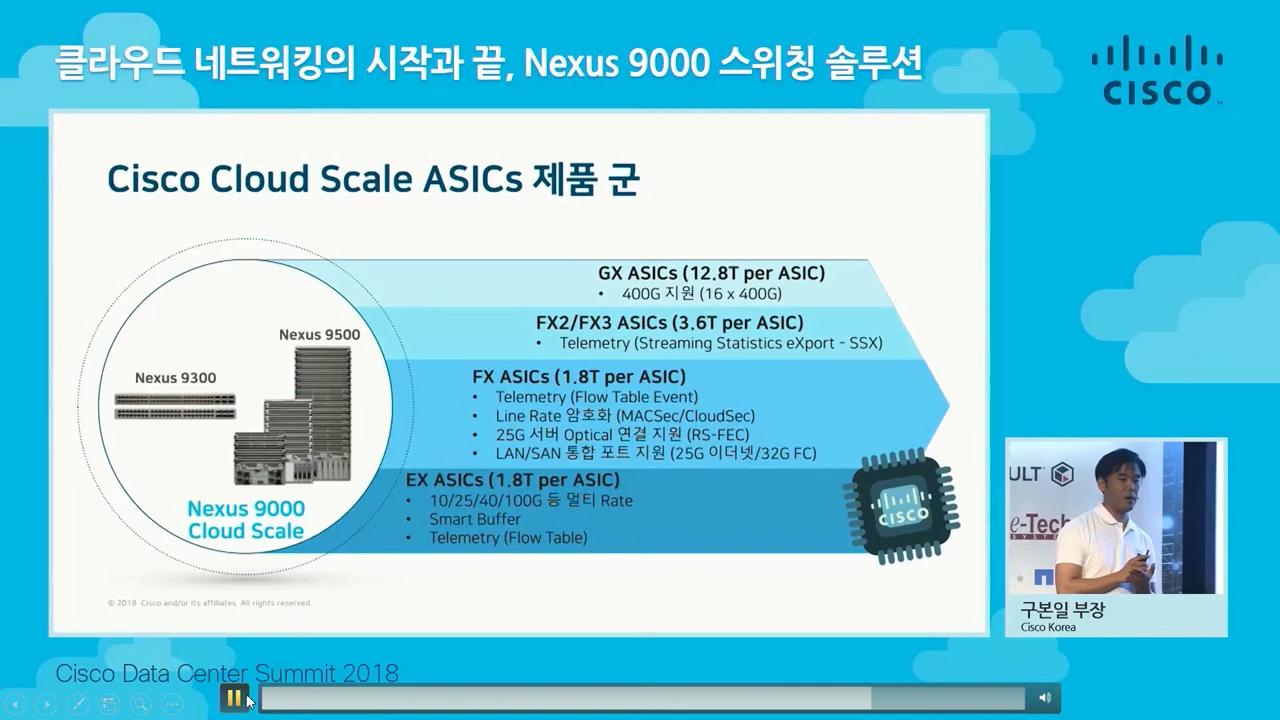 클라우드 네트워킹의 시작과 끝, Nexus 9000 스위칭 솔루션
CISCO
Cisco Cloud Scale ASICs 제품 군
GX ASICs (12.8T per ASIC)
• 400G 지원 (16 x 400G)
FX2/FX3 ASICs (3.6T per ASIC)
• Telemetry (Streaming Statistics eXport - SSX)
FX ASICs (1.8T per ASIC)
• Telemetry (Flow Table Event)
• Line Rate 암호화 (MACSec/CloudSec)
• 25G 서버 Optical 연결 지원 (RS-FEC)
• LAN/SAN 통합 포트 지원 (25G 이더넷/32G FC)
EX ASICs (1.8T per ASIC)
• 10/25/40/100G 등 멀티 Rate
• Smart Buffer
• Telemetry (Flow Table)
Nexus 9500
Nexus 9300
Nexus 9000
Cloud Scale
CISCO
© 2018 Cisco and/or its affiliates. All rights reserved.
ULT
e-Tech
SYSTE
구본일 부장
Cisco Korea
Cisco Data Center Summit 2018